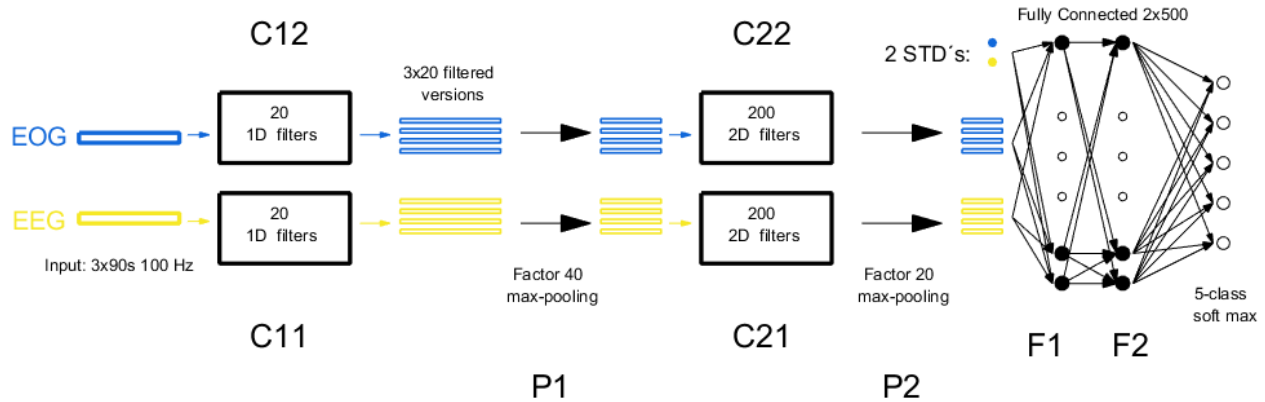 C12
C22
Fully Connected 2x500
2 STD´s:
3x20 filtered
versions
20
1D filters
200
2D filters
EOG
EEG
20
1D filters
200
2D filters
Input: 3x90s 100 Hz
Factor 40
max-pooling
Factor 20
max-pooling
5-class
soft max
C11
C21
F1
F2
P1
P2